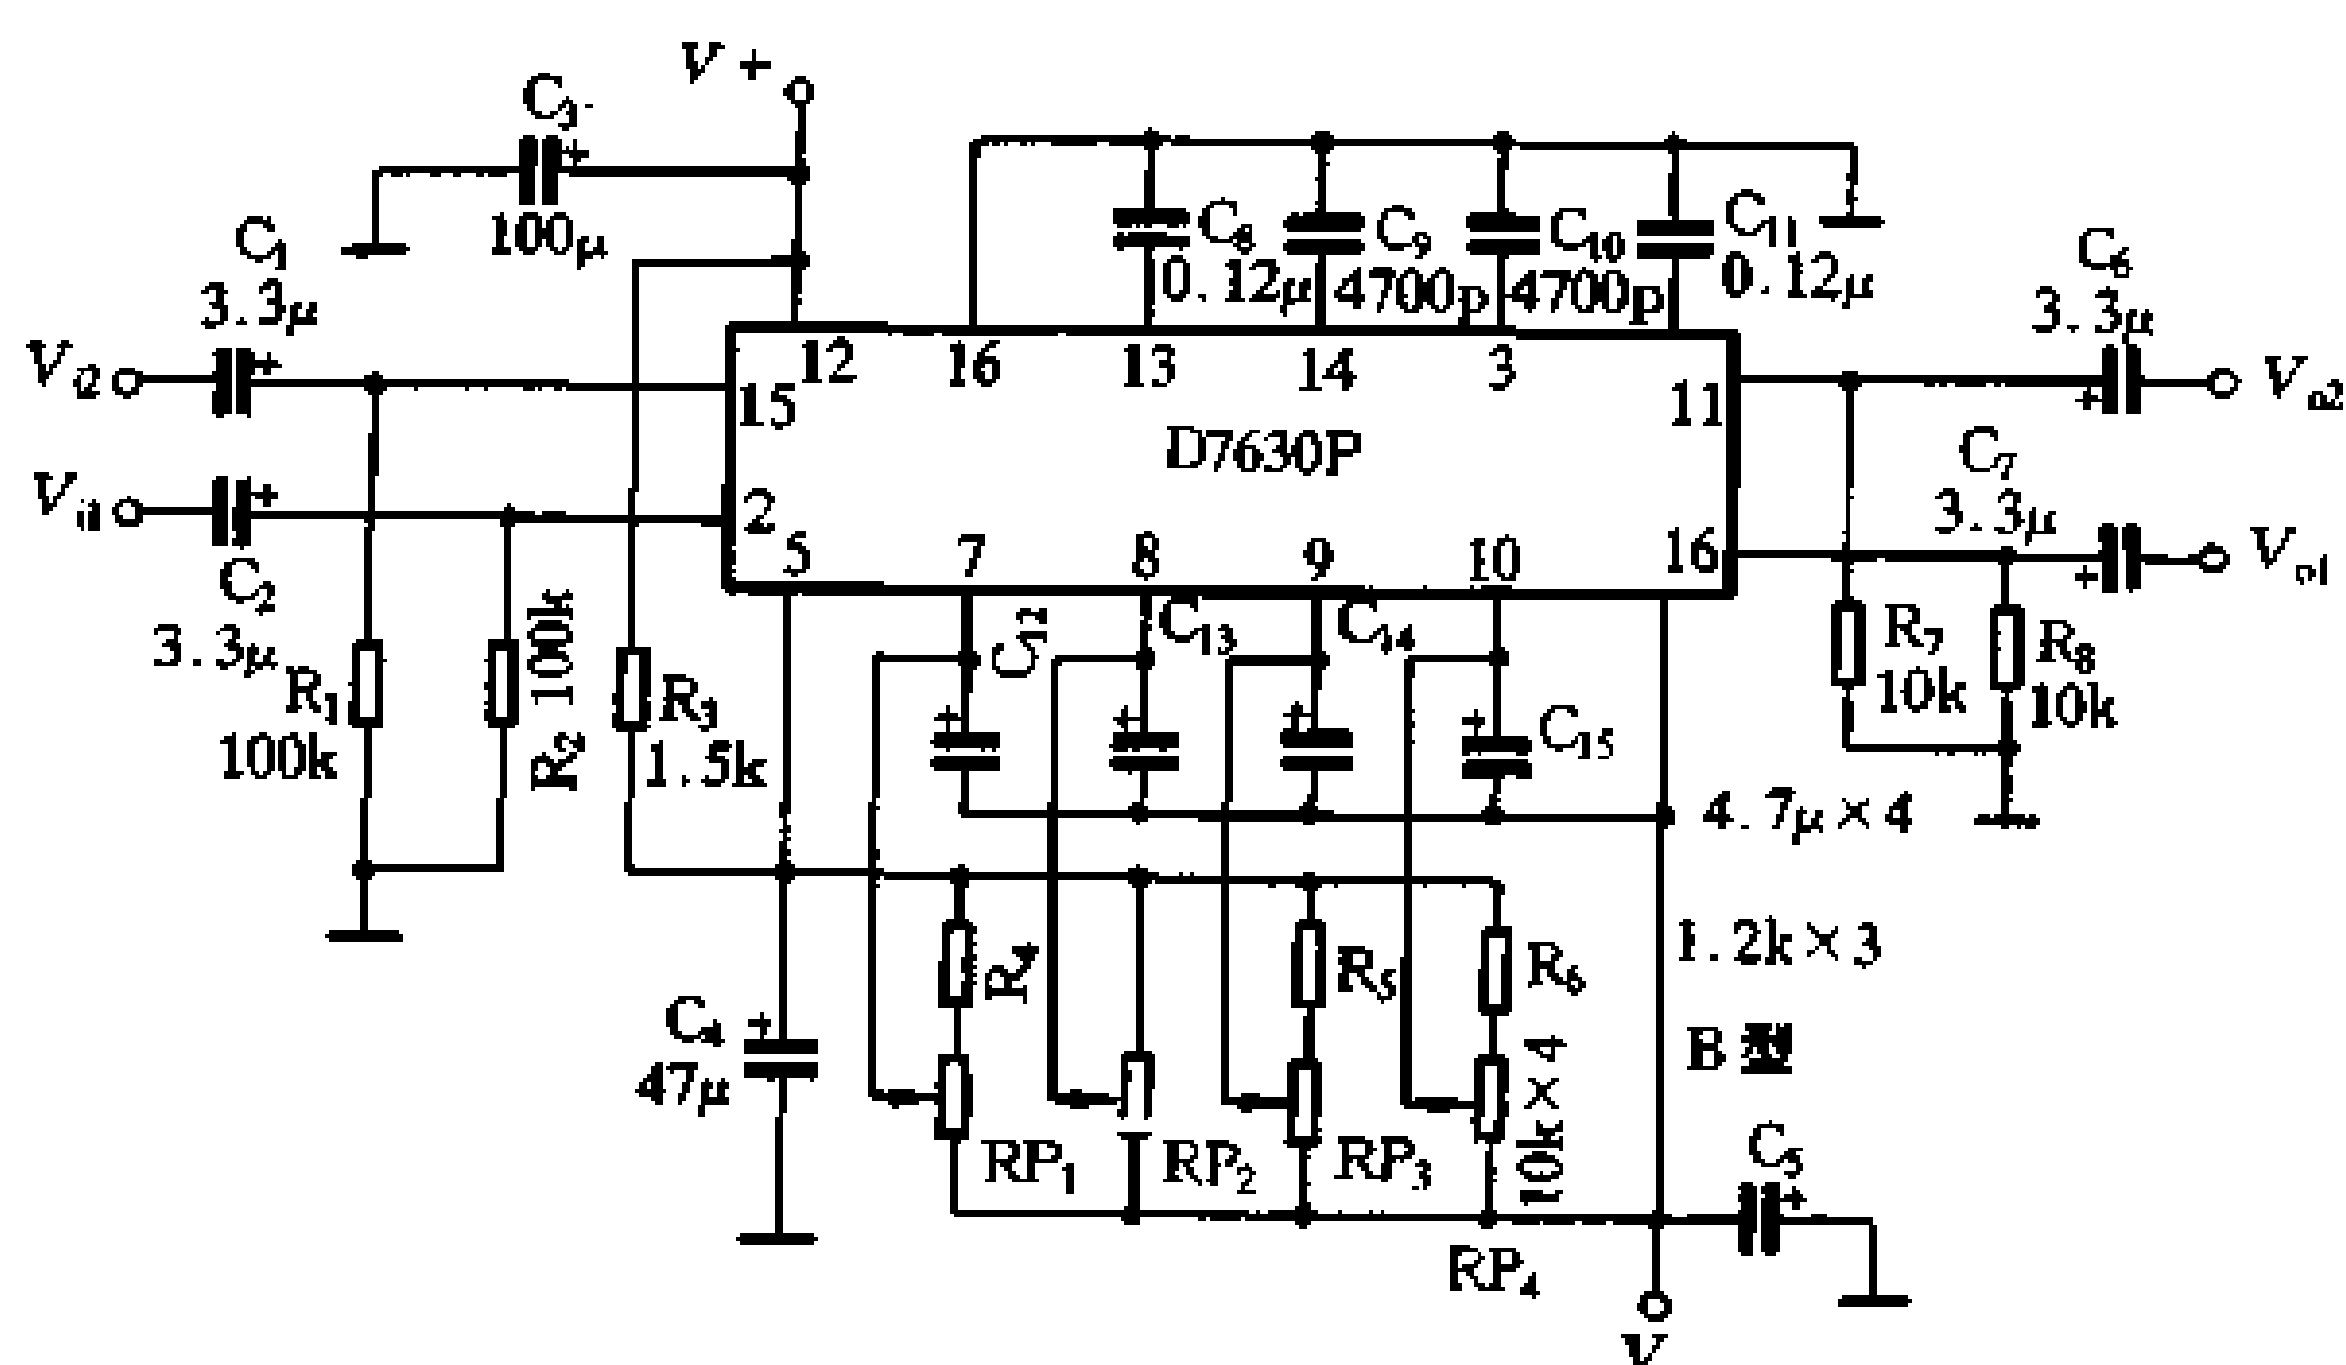 V +
C3
100μ
C1
3.3μ
C8
0.12μ
C9
4700p
C10
4700p
C11
0.12μ
C6
3.3μ
Vi2
12 16 13 14 3
15
11
Vo2
D7630P
C7
3.3μ
Vi1
2
5 7 8 9 10 16
Vo1
C2
3.3μ
R1
100k
R2 100k
R3
1.5k
C12
C13
C14
C15
R7
10k
R8
10k
4.7μ×4
R4
R5
R6
1.2k×3
C4
47μ
B型
10k×4
RP1
RP2
RP3
RP4
C5
V